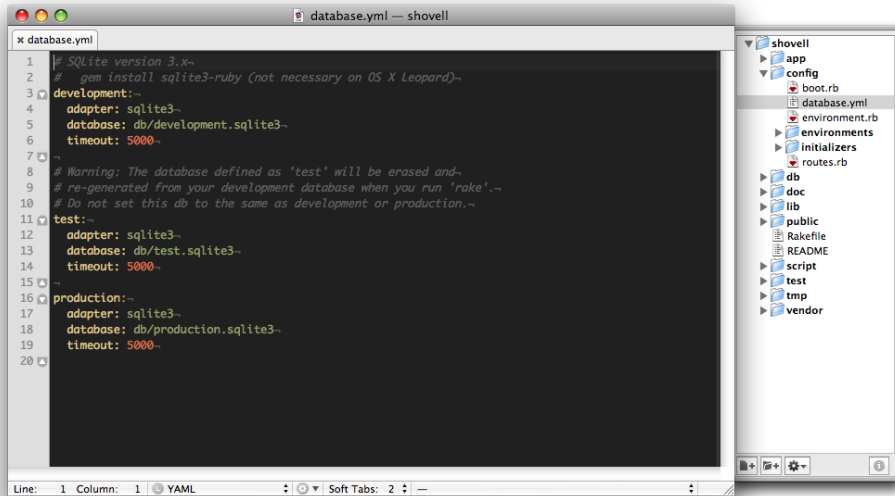 database.yml — shovell
database.yml
1 # SQLite version 3.x¬
2 #   gem install sqlite3-ruby (not necessary on OS X Leopard)¬
3 development:¬
4   adapter: sqlite3¬
5   database: db/development.sqlite3¬
6   timeout: 5000¬
7 ¬
8 # Warning: The database defined as 'test' will be erased and¬
9 # re-generated from your development database when you run 'rake'.¬
10 # Do not set this db to the same as development or production.¬
11 test:¬
12   adapter: sqlite3¬
13   database: db/test.sqlite3¬
14   timeout: 5000¬
15 ¬
16 production:¬
17   adapter: sqlite3¬
18   database: db/production.sqlite3¬
19   timeout: 5000¬
20
Line: 1 Column: 1 L YAML Soft Tabs: 2 —
shovell
app
config
boot.rb
database.yml
environment.rb
environments
initializers
routes.rb
db
doc
lib
public
Rakefile
README
script
test
tmp
vendor